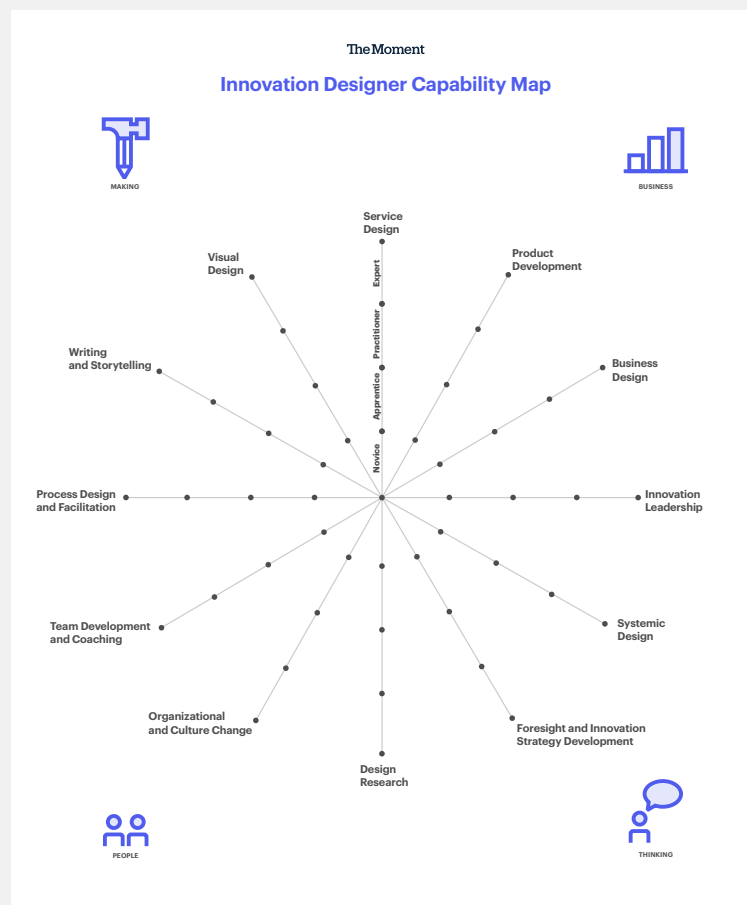 The Moment
Innovation Designer Capability Map
MAKING
BUSINESS
Service
Design
Visual
Design
Product
Development
Expert
Practitioner
Apprentice
Novice
Writing
and Storytelling
Business
Design
Process Design
and Facilitation
Innovation
Leadership
Team Development
and Coaching
Systemic
Design
Organizational
and Culture Change
Foresight and Innovation
Strategy Development
Design
Research
PEOPLE
THINKING